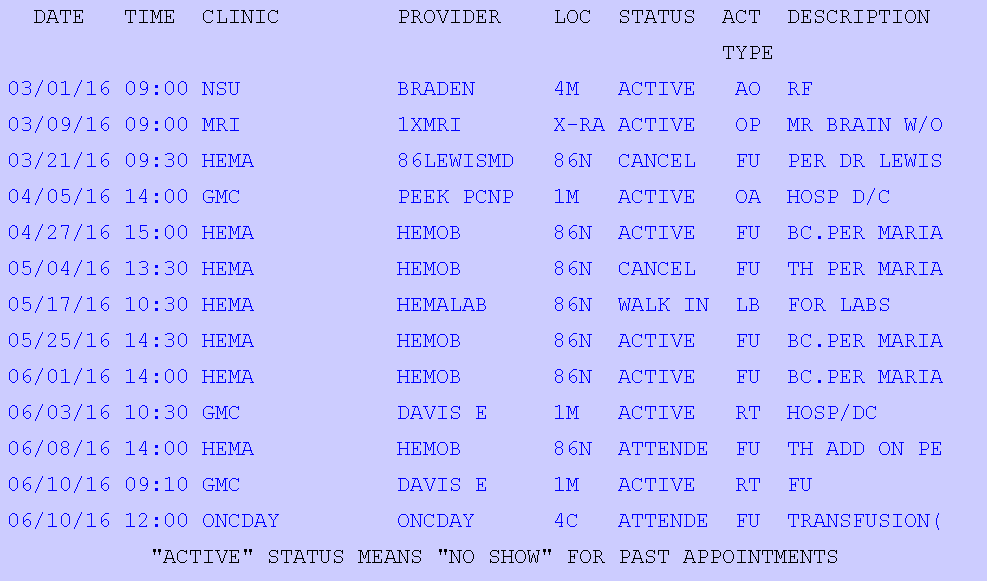 DATE TIME CLINIC PROVIDER LOC STATUS ACT DESCRIPTION
TYPE
03/01/16 09:00 NSU BRADEN 4M ACTIVE AO RF
03/09/16 09:00 MRI 1XMRI X-RA ACTIVE OP MR BRAIN W/O
03/21/16 09:30 HEMA 86LEWISMD 86N CANCEL FU PER DR LEWIS
04/05/16 14:00 GMC PEEK PCNP 1M ACTIVE OA HOSP D/C
04/27/16 15:00 HEMA HEMOB 86N ACTIVE FU BC.PER MARIA
05/04/16 13:30 HEMA HEMOB 86N CANCEL FU TH PER MARIA
05/17/16 10:30 HEMA HEMALAB 86N WALK IN LB FOR LABS
05/25/16 14:30 HEMA HEMOB 86N ACTIVE FU BC.PER MARIA
06/01/16 14:00 HEMA HEMOB 86N ACTIVE FU BC.PER MARIA
06/03/16 10:30 GMC DAVIS E 1M ACTIVE RT HOSP/DC
06/08/16 14:00 HEMA HEMOB 86N ATTENDE FU TH ADD ON PE
06/10/16 09:10 GMC DAVIS E 1M ACTIVE RT FU
06/10/16 12:00 ONCDAY ONCDAY 4C ATTENDE FU TRANSFUSION(
"ACTIVE" STATUS MEANS "NO SHOW" FOR PAST APPOINTMENTS